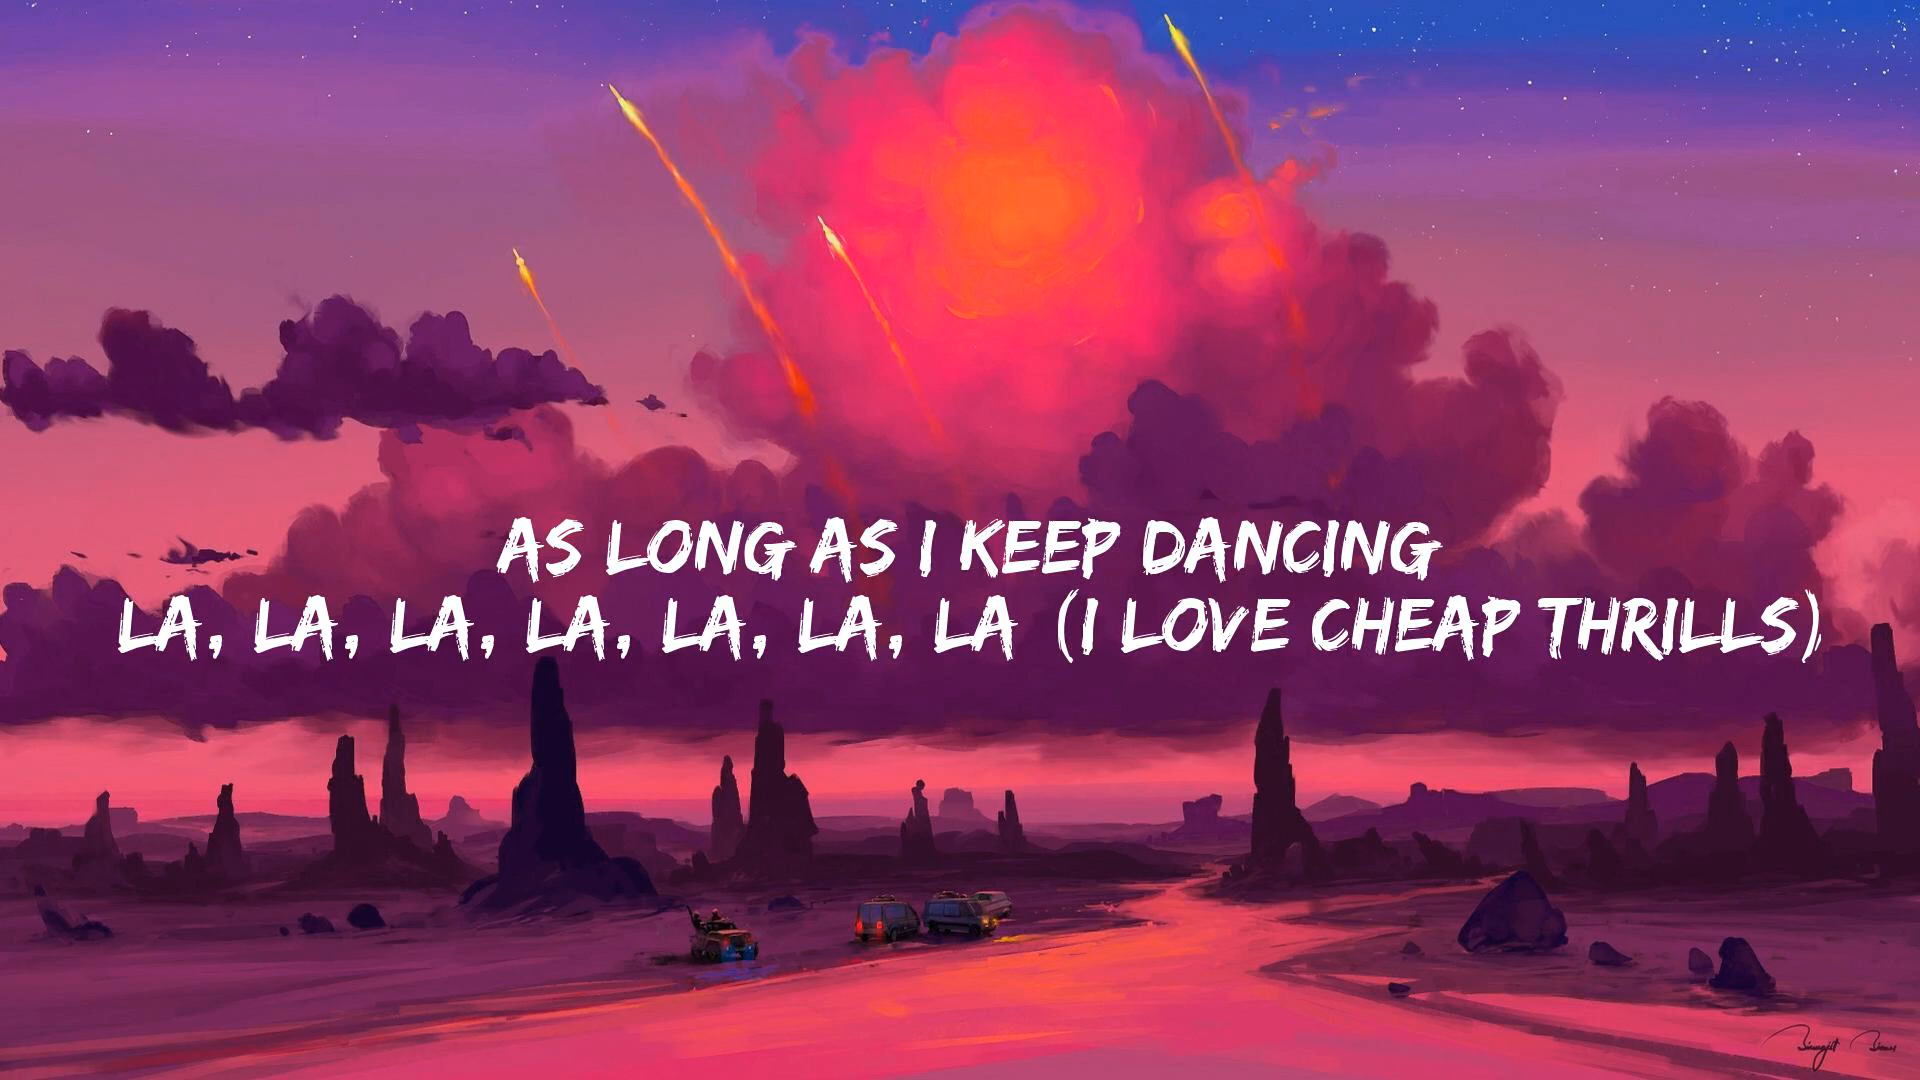 AS LONG AS I KEEP DANCING
LA, LA, LA, LA, LA, LA, LA (I LOVE CHEAP THRILLS)